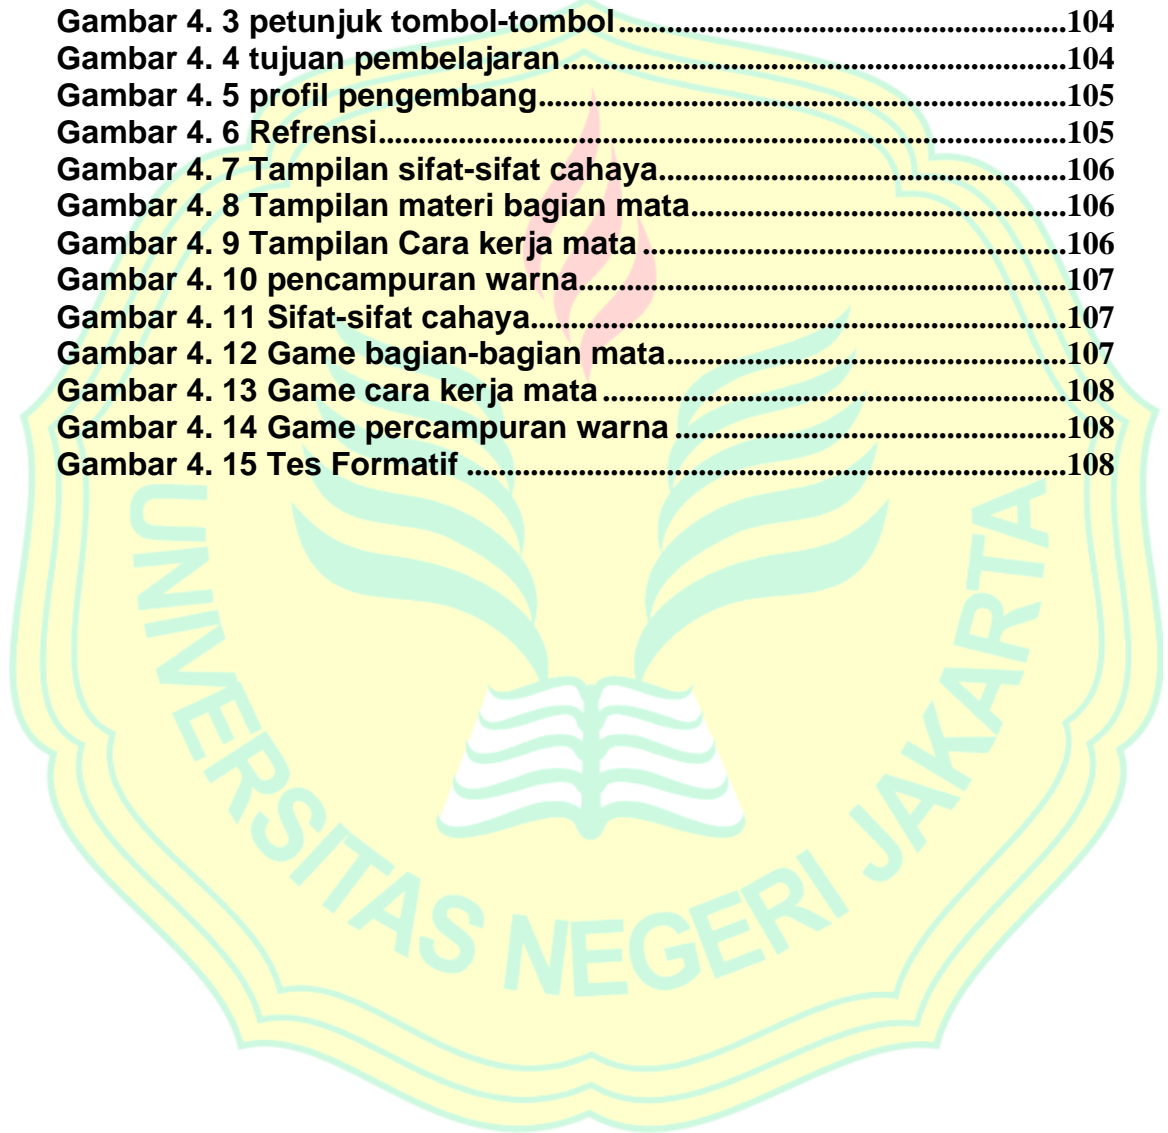 Gambar 4. 3 petunjuk tombol-tombol..........................................................104
Gambar 4. 4 tujuan pembelajaran.................................................................104
Gambar 4. 5 profil pengembang....................................................................105
Gambar 4. 6 Refrensi........................................................................................105
Gambar 4. 7 Tampilan sifat-sifat cahaya.....................................................106
Gambar 4. 8 Tampilan materi bagian mata................................................106
Gambar 4. 9 Tampilan Cara kerja mata.......................................................106
Gambar 4. 10 pencampuran warna...............................................................107
Gambar 4. 11 Sifat-sifat cahaya.....................................................................107
Gambar 4. 12 Game bagian-bagian mata....................................................107
Gambar 4. 13 Game cara kerja mata............................................................108
Gambar 4. 14 Game percampuran warna...................................................108
Gambar 4. 15 Tes Formatif.............................................................................108
UNIVERSITAS NEGERI JAKARTA